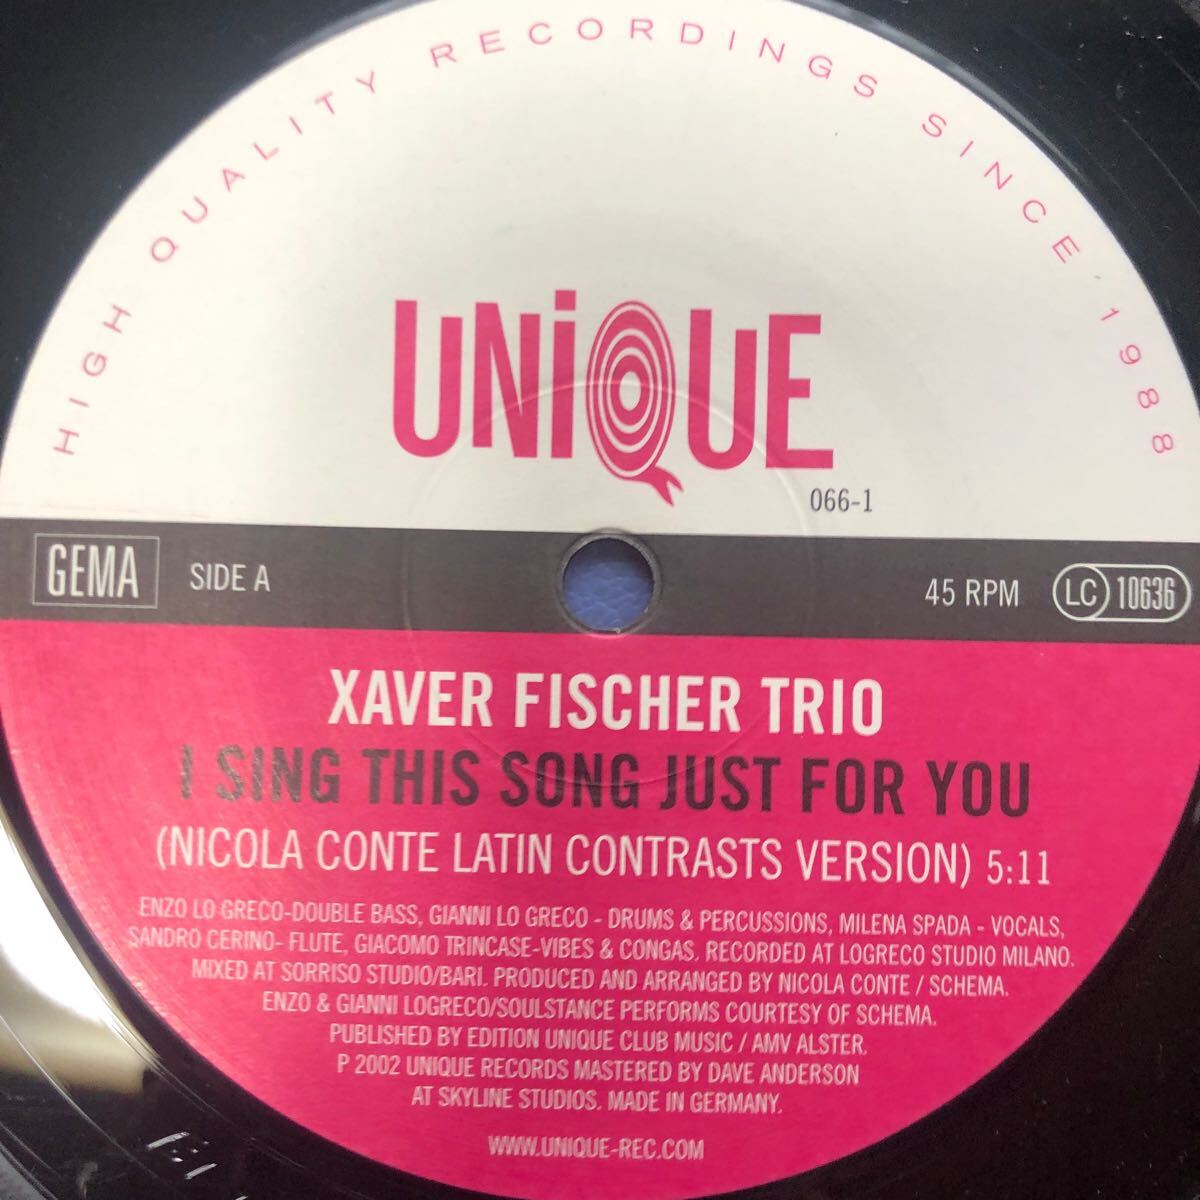 HIGH QUALITY RECORDINGS SINCE '1988
UNiQUE
066-1
GEMA SIDE A 45 RPM LC 10636
XAVER FISCHER TRIO
I SING THIS SONG JUST FOR YOU
(NICOLA CONTE LATIN CONTRASTS VERSION) 5:11
ENZO LO GRECO-DOUBLE BASS, GIANNI LO GRECO - DRUMS & PERCUSSIONS, MILENA SPADA - VOCALS,
SANDRO CERINO- FLUTE, GIACOMO TRINCASE-VIBES & CONGAS. RECORDED AT LOGRECO STUDIO MILANO.
MIXED AT SORRISO STUDIO/BARI. PRODUCED AND ARRANGED BY NICOLA CONTE / SCHEMA.
ENZO & GIANNI LOGRECO/SOULSTANCE PERFORMS COURTESY OF SCHEMA.
PUBLISHED BY EDITION UNIQUE CLUB MUSIC / AMV ALSTER.
P 2002 UNIQUE RECORDS MASTERED BY DAVE ANDERSON
AT SKYLINE STUDIOS. MADE IN GERMANY.
WWW.UNIQUE-REC.COM